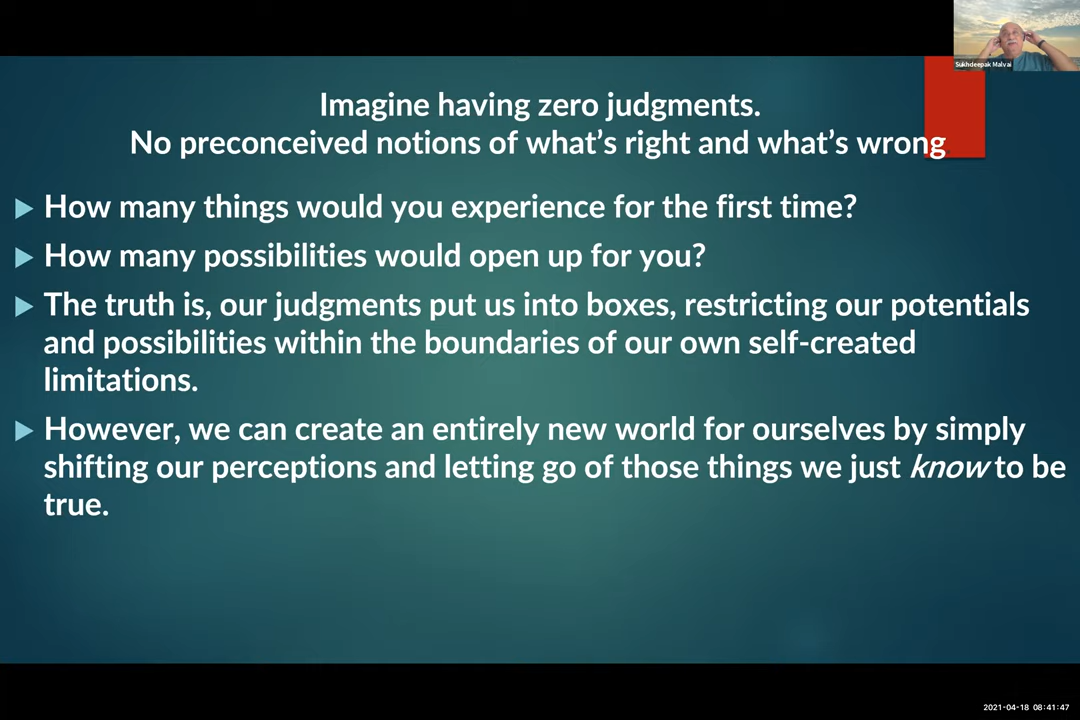 Sukhdeepak Malvai
Imagine having zero judgments.
No preconceived notions of what’s right and what’s wrong
How many things would you experience for the first time?
How many possibilities would open up for you?
The truth is, our judgments put us into boxes, restricting our potentials
and possibilities within the boundaries of our own self-created
limitations.
However, we can create an entirely new world for ourselves by simply
shifting our perceptions and letting go of those things we just know to be
true.
2021-04-18 08:41:47